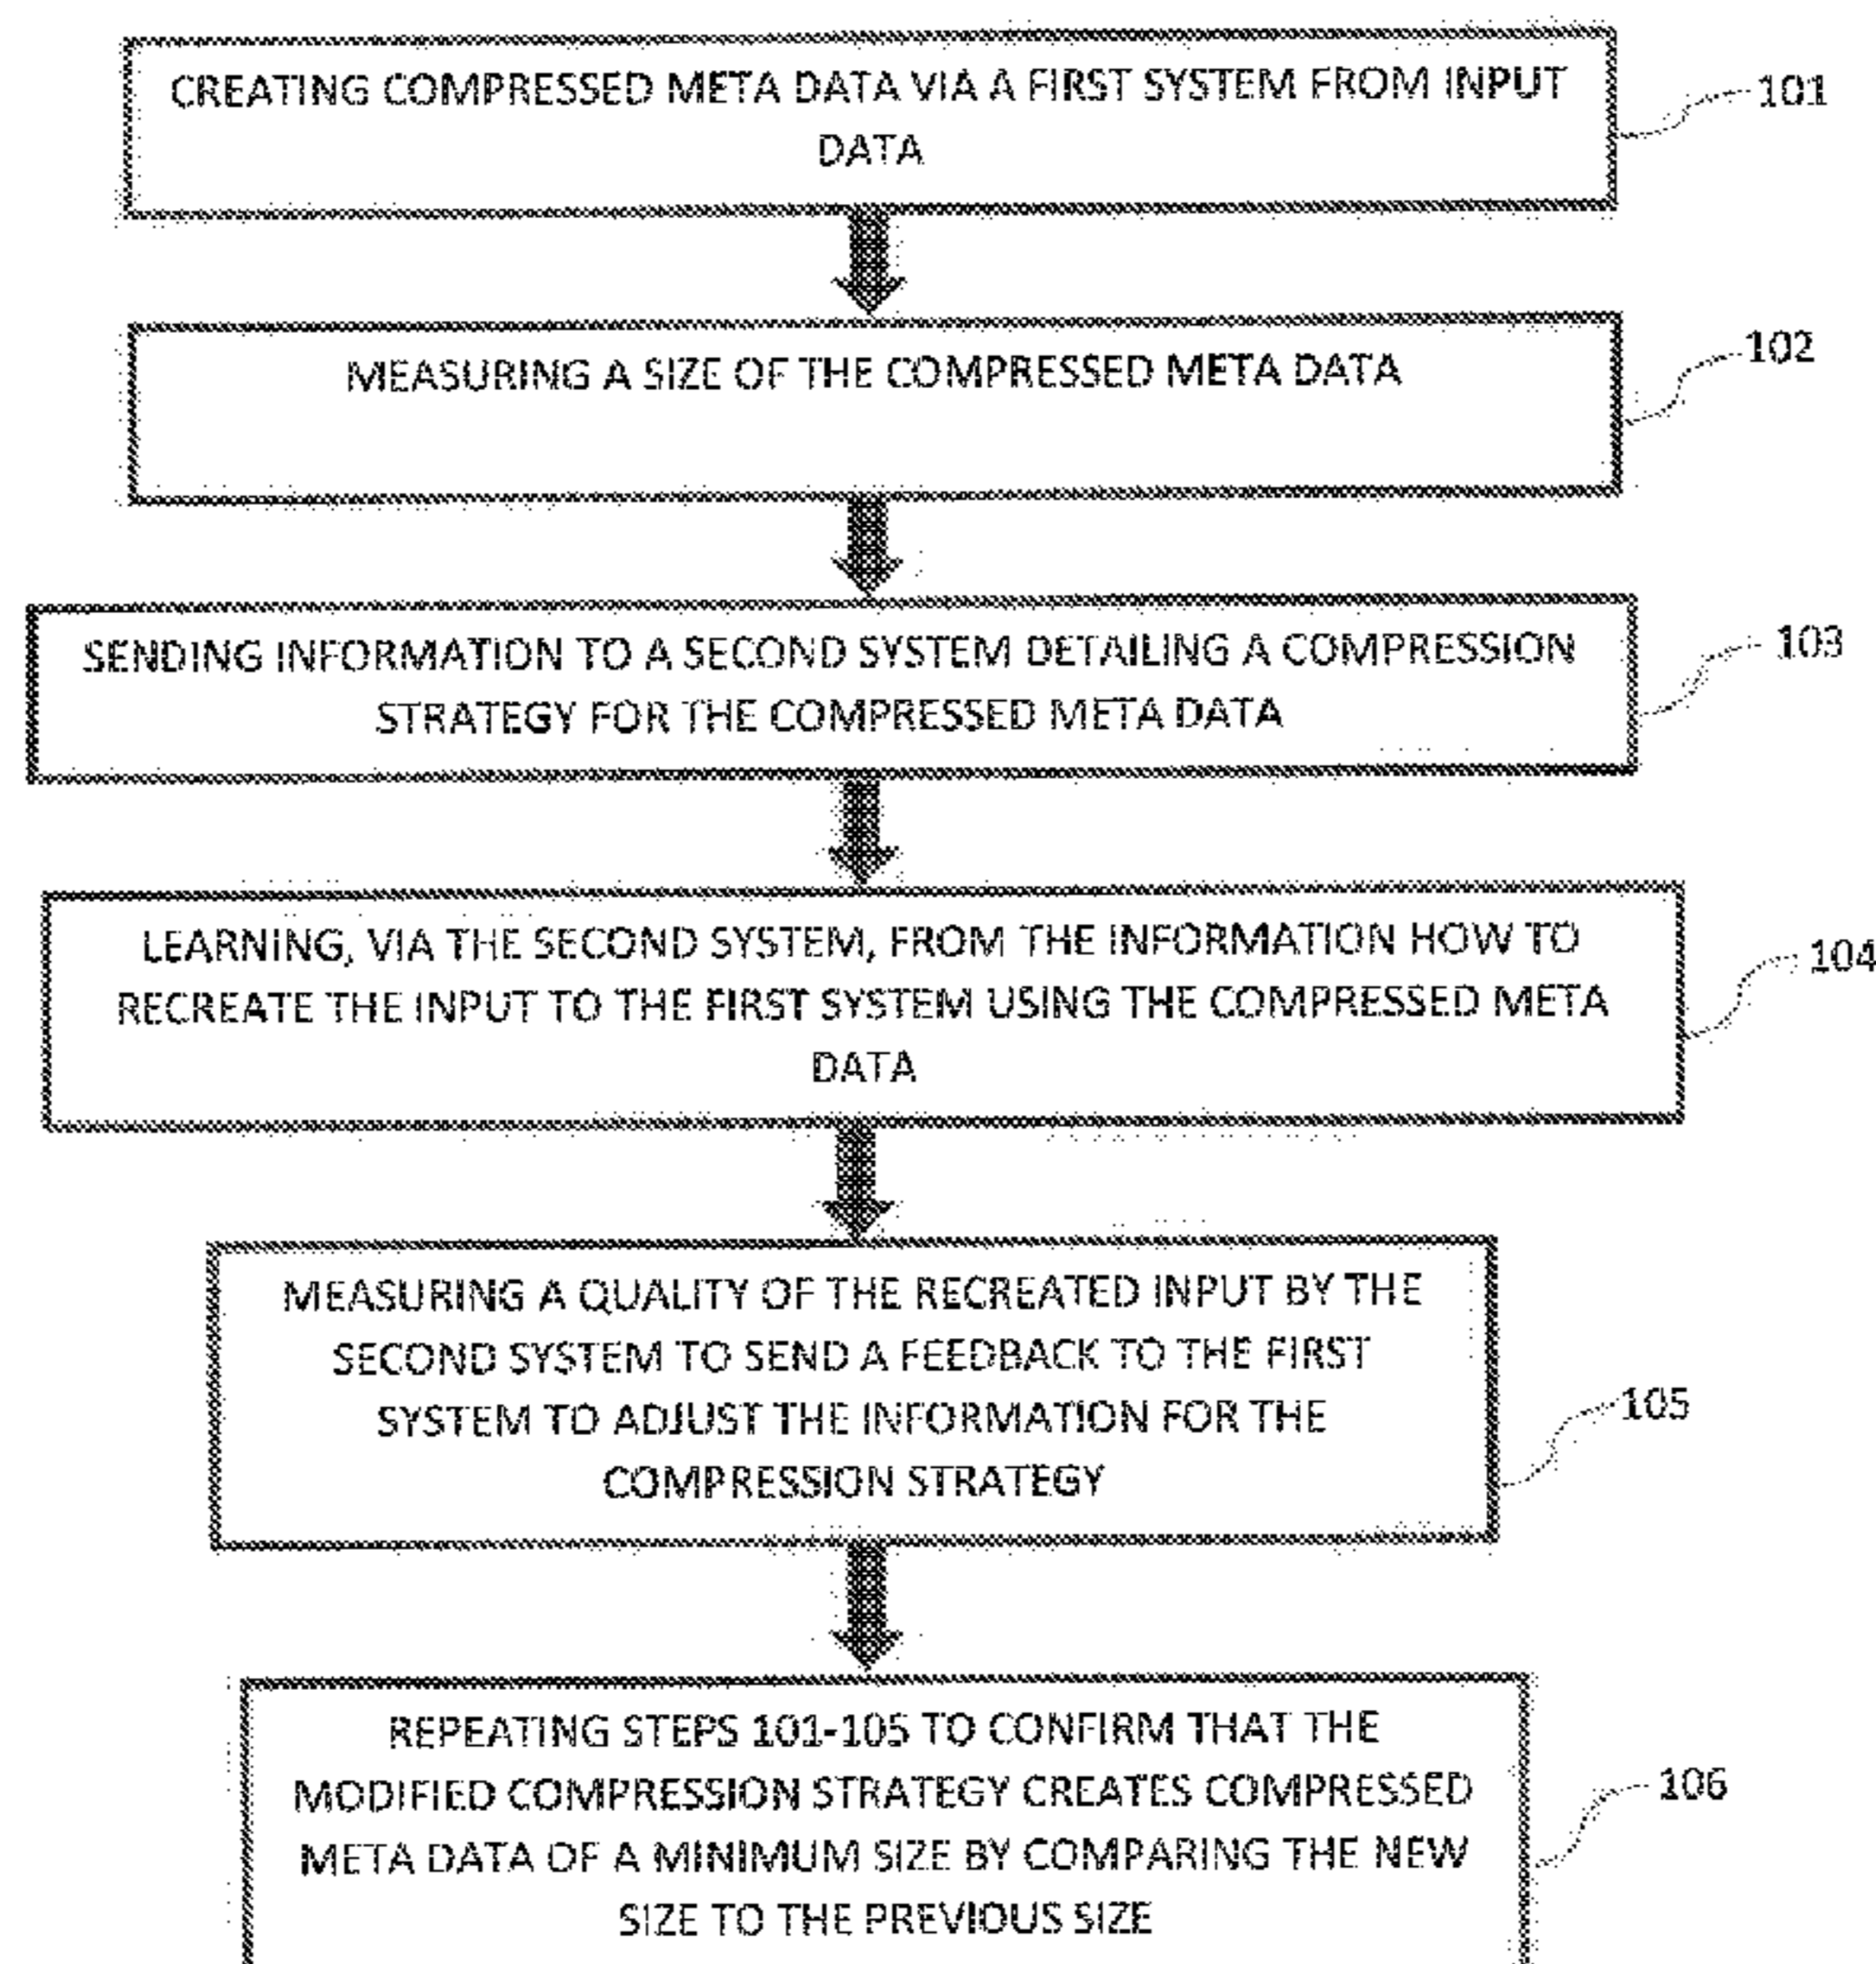 CREATING COMPRESSED META DATA VIA A FIRST SYSTEM FROM INPUT
DATA
101
MEASURING A SIZE OF THE COMPRESSED META DATA
102
SENDING INFORMATION TO A SECOND SYSTEM DETAILING A COMPRESSION
STRATEGY FOR THE COMPRESSED META DATA
103
LEARNING, VIA THE SECOND SYSTEM, FROM THE INFORMATION HOW TO
RECREATE THE INPUT TO THE FIRST SYSTEM USING THE COMPRESSED META
DATA
104
MEASURING A QUALITY OF THE RECREATED INPUT BY THE
SECOND SYSTEM TO SEND A FEEDBACK TO THE FIRST
SYSTEM TO ADJUST THE INFORMATION FOR THE
COMPRESSION STRATEGY
105
REPEATING STEPS 101-105 TO CONFIRM THAT THE
MODIFIED COMPRESSION STRATEGY CREATES COMPRESSED
META DATA OF A MINIMUM SIZE BY COMPARING THE NEW
SIZE TO THE PREVIOUS SIZE
106